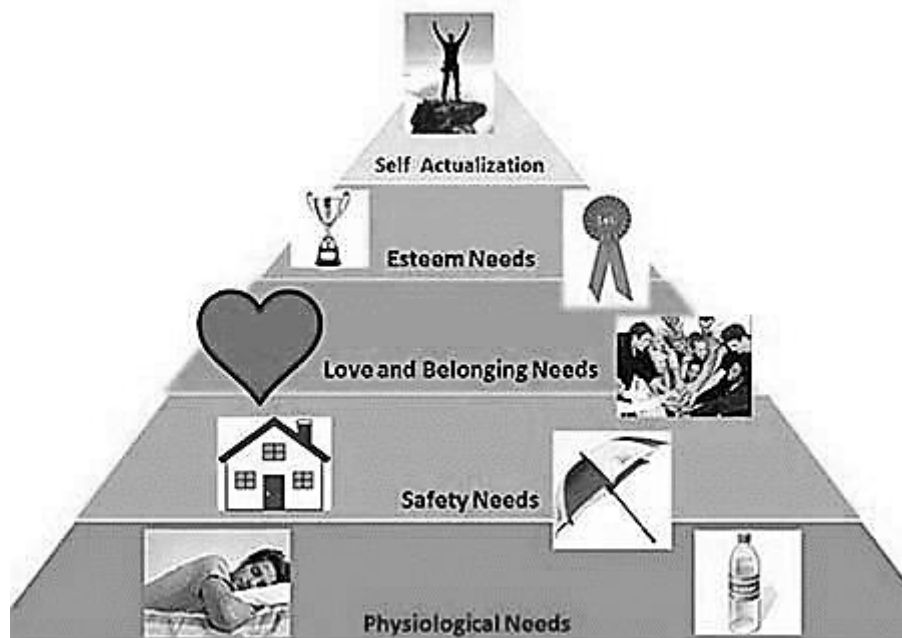 Self Actualization
Esteem Needs
Love and Belonging Needs
Safety Needs
Physiological Needs